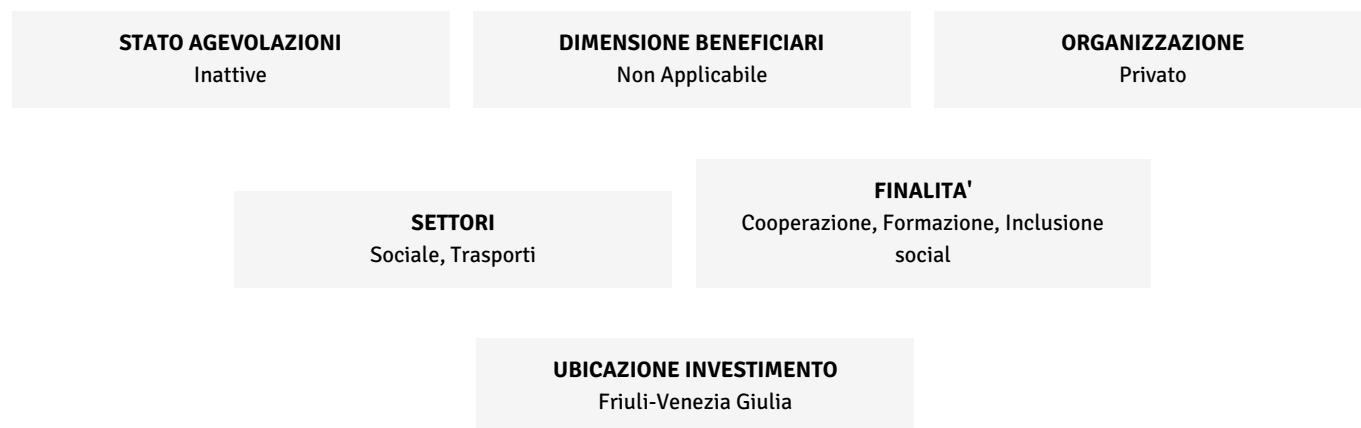 STATO AGEVOLAZIONI
Inattive
DIMENSIONE BENEFICIARI
Non Applicabile
ORGANIZZAZIONE
Privato
SETTORI
Sociale, Trasporti
FINALITA'
Cooperazione, Formazione, Inclusione
social
UBICAZIONE INVESTIMENTO
Friuli-Venezia Giulia